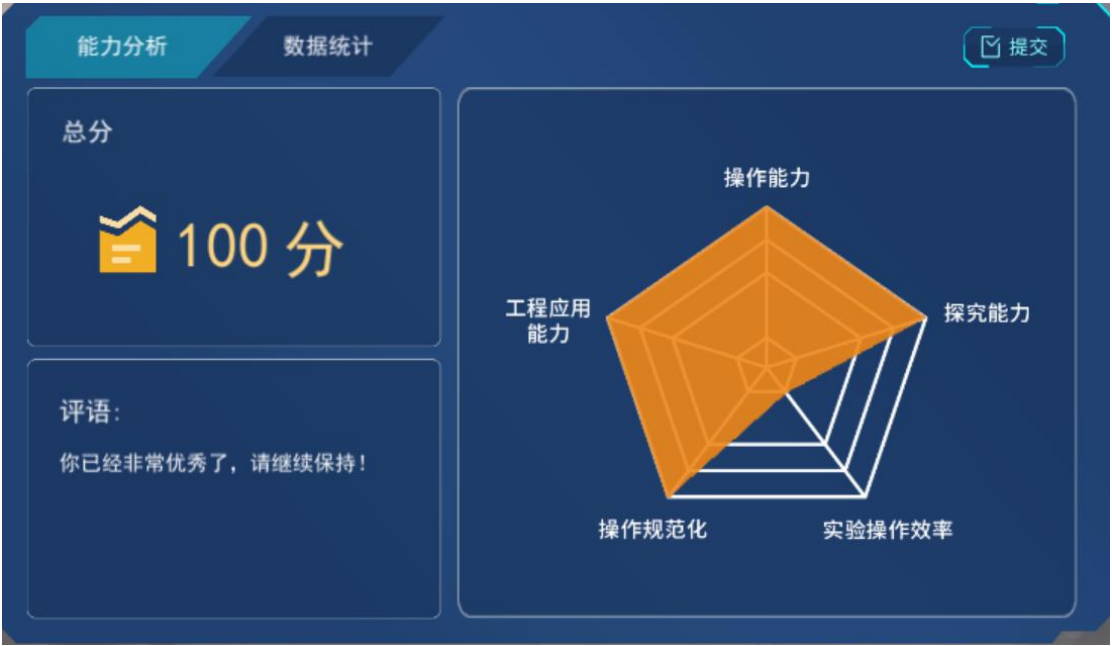 能力分析
数据统计
提交
总分
100 分
评语:
你已经非常优秀了，请继续保持！
操作能力
探究能力
实验操作效率
操作规范化
工程应用
能力